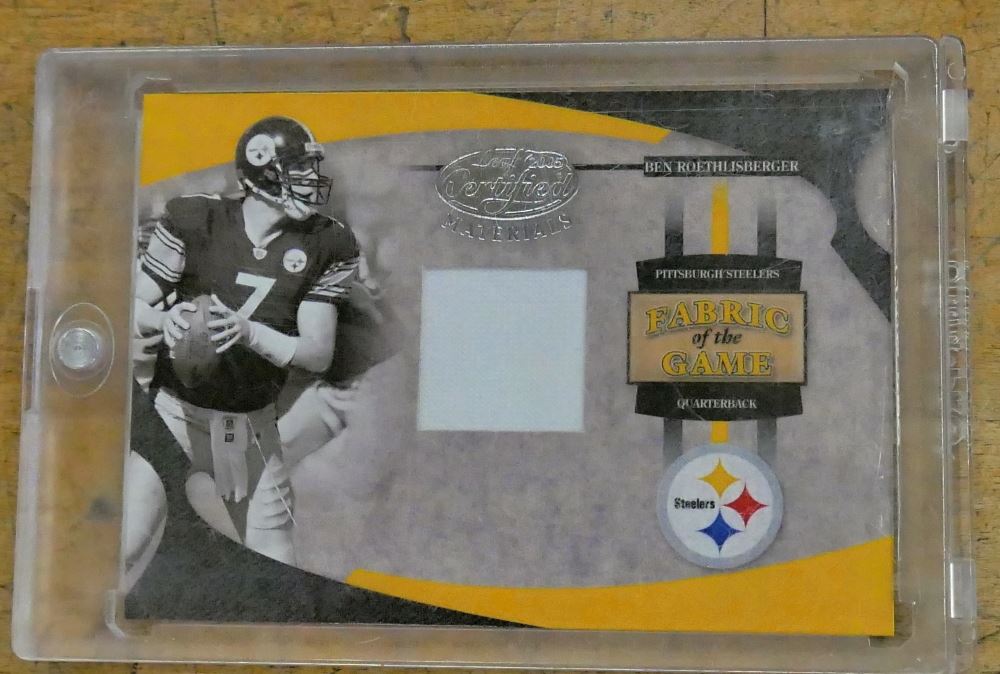 Leaf 2005
Certified
MATERIALS
BEN ROETHLISBERGER
PITTSBURGH STEELERS
FABRIC
of the
GAME
QUARTERBACK
Steelers
7